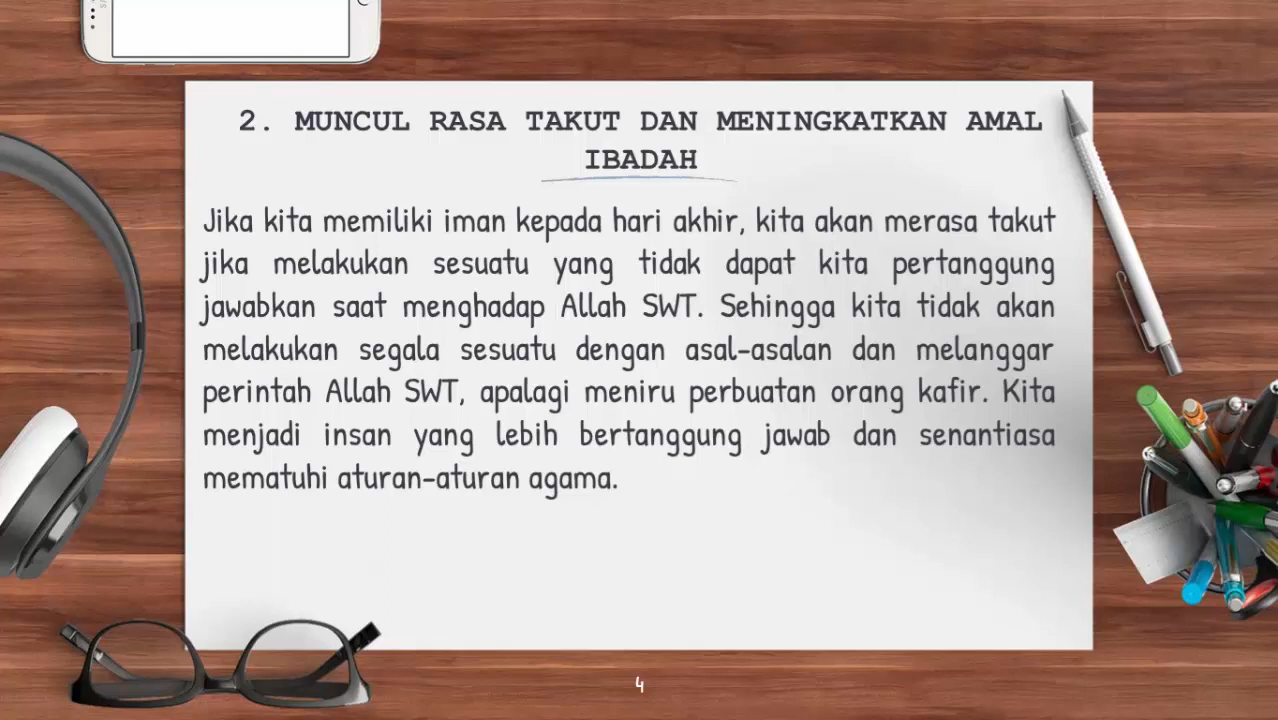 2. MUNCUL RASA TAKUT DAN MENINGKATKAN AMAL
IBADAH
Jika kita memiliki iman kepada hari akhir, kita akan merasa takut
jika melakukan sesuatu yang tidak dapat kita pertanggung
jawabkan saat menghadap Allah SWT. Sehingga kita tidak akan
melakukan segala sesuatu dengan asal-asalan dan melanggar
perintah Allah SWT, apalagi meniru perbuatan orang kafir. Kita
menjadi insan yang lebih bertanggung jawab dan senantiasa
mematuhi aturan-aturan agama.
4